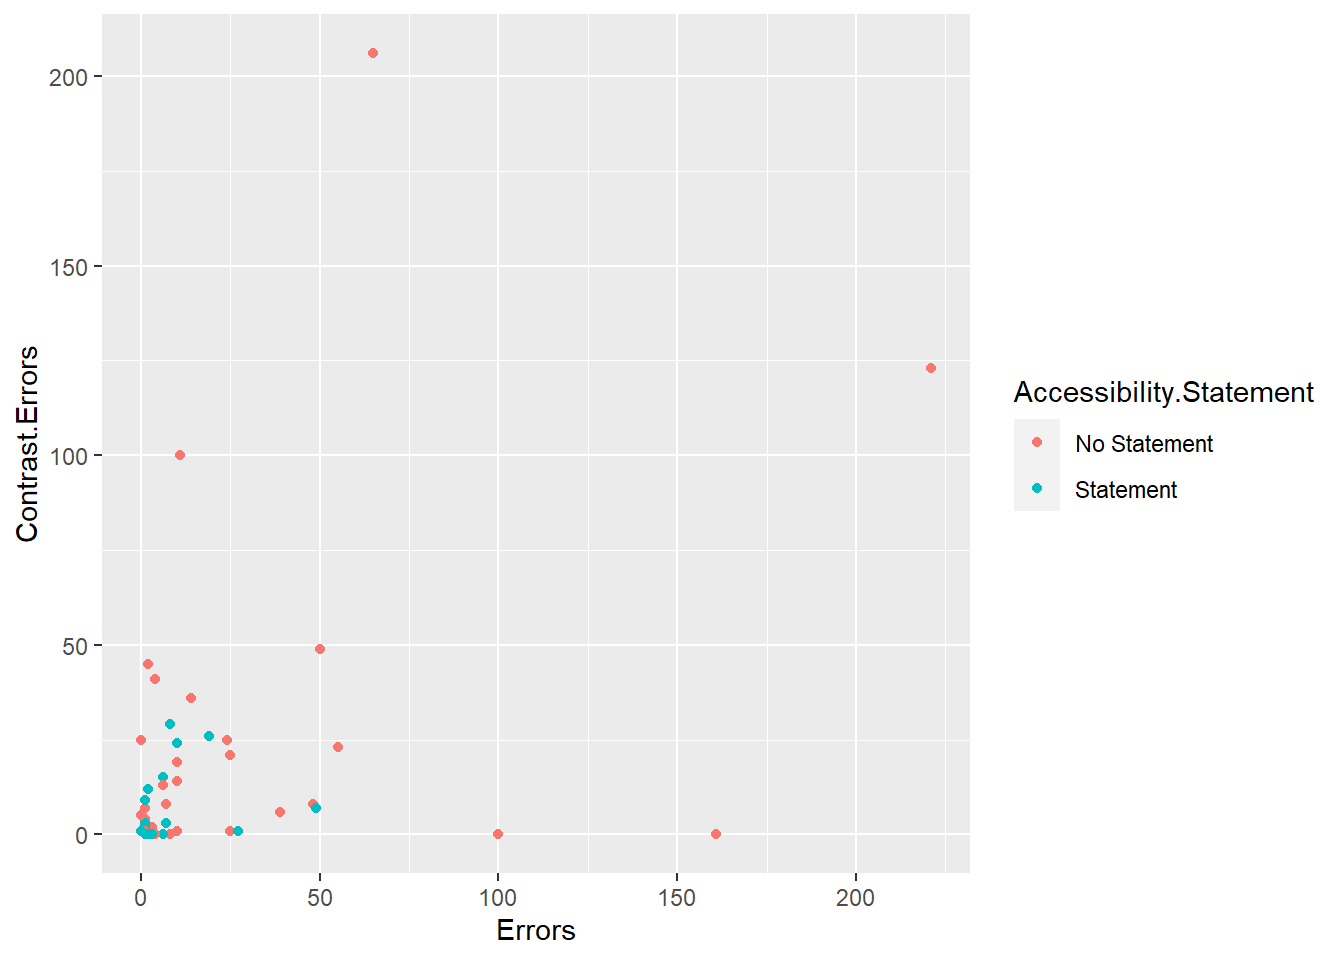 200
150
100
50
0
0 50 100 150 200
Errors
Contrast.Errors
Accessibility.Statement
No Statement
Statement